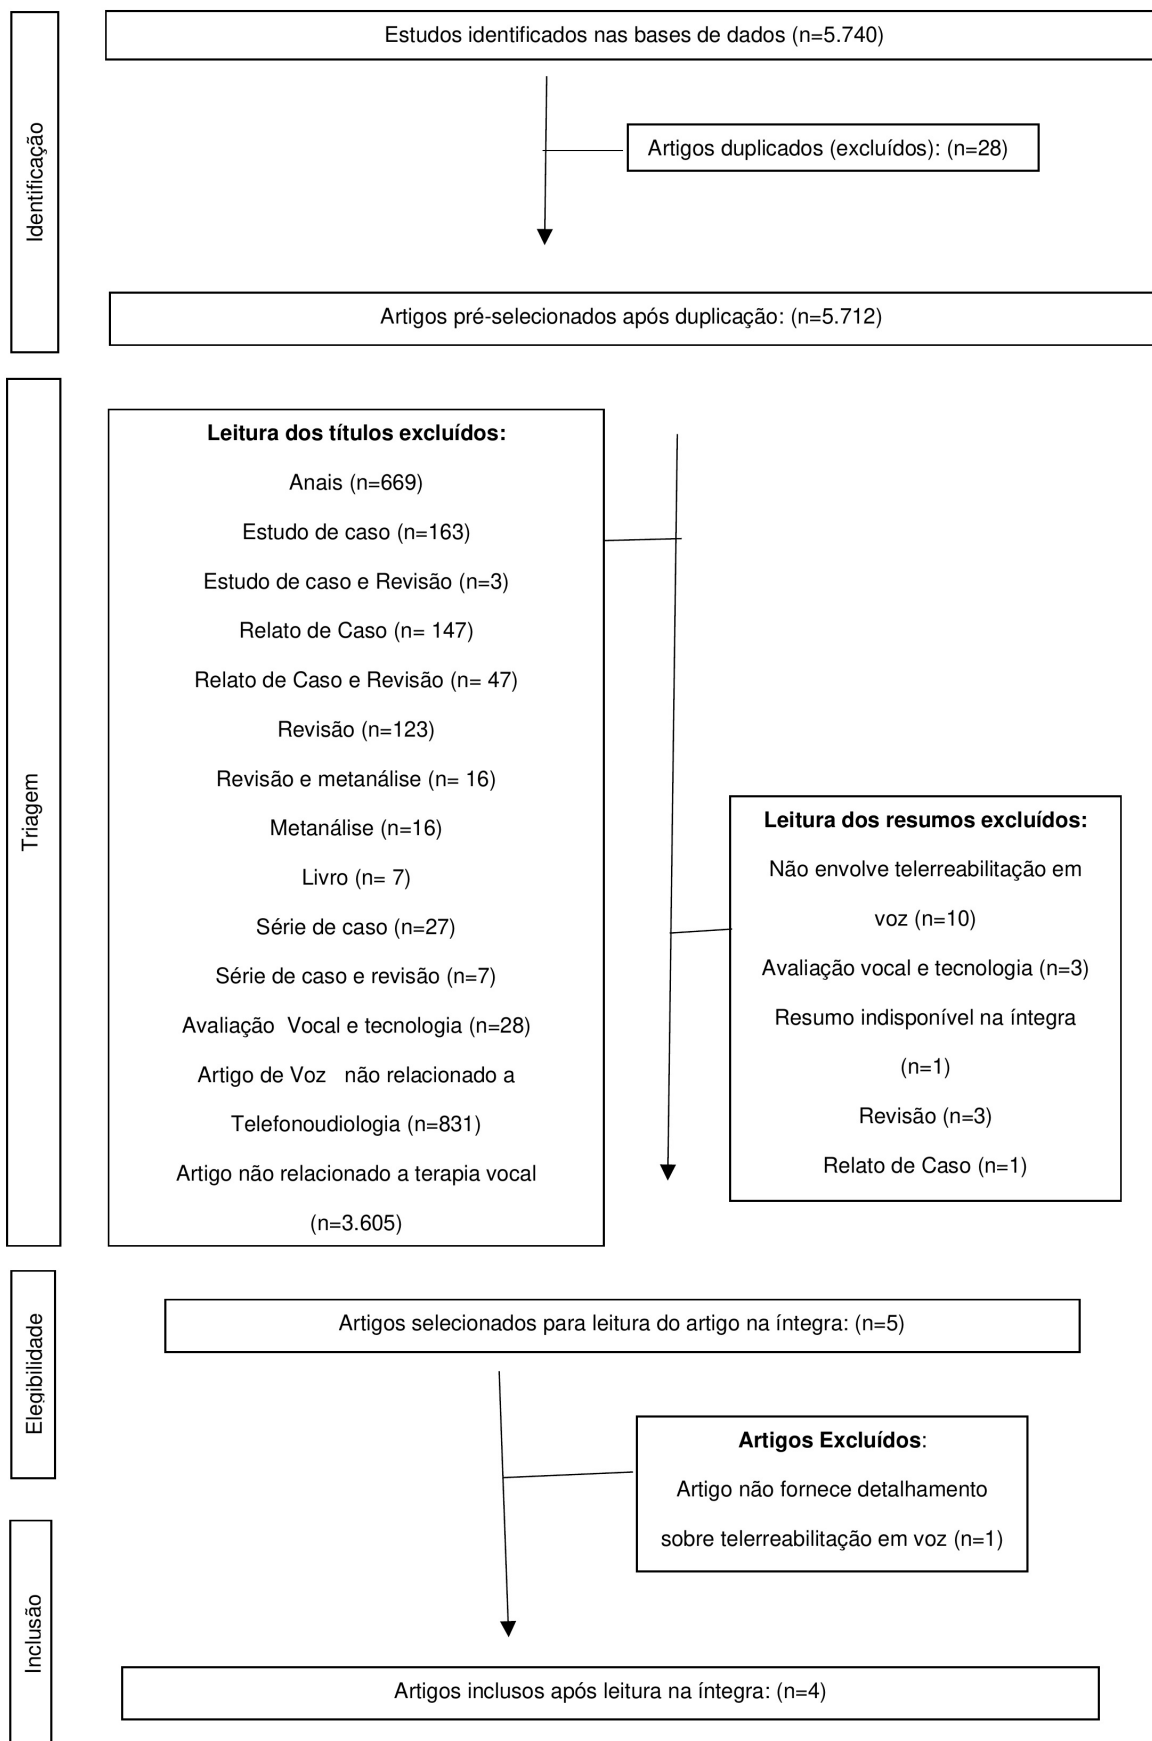 Identificação
Estudos identificados nas bases de dados (n=5.740)
Artigos duplicados (excluídos): (n=28)
Artigos pré-selecionados após duplicação: (n=5.712)
Triagem
Leitura dos títulos excluídos:
Anais (n=669)
Estudo de caso (n=163)
Estudo de caso e Revisão (n=3)
Relato de Caso (n= 147)
Relato de Caso e Revisão (n= 47)
Revisão (n=123)
Revisão e metanálise (n= 16)
Metanálise (n=16)
Livro (n= 7)
Série de caso (n=27)
Série de caso e revisão (n=7)
Avaliação  Vocal e tecnologia (n=28)
Artigo de Voz   não relacionado a
Telefonoudiologia (n=831)
Artigo não relacionado a terapia vocal
(n=3.605)
Leitura dos resumos excluídos:
Não envolve telerreabilitação em
voz (n=10)
Avaliação vocal e tecnologia (n=3)
Resumo indisponível na íntegra
(n=1)
Revisão (n=3)
Relato de Caso (n=1)
Elegibilidade
Artigos selecionados para leitura do artigo na íntegra: (n=5)
Artigos Excluídos:
Artigo não fornece detalhamento
sobre telerreabilitação em voz (n=1)
Inclusão
Artigos inclusos após leitura na íntegra: (n=4)